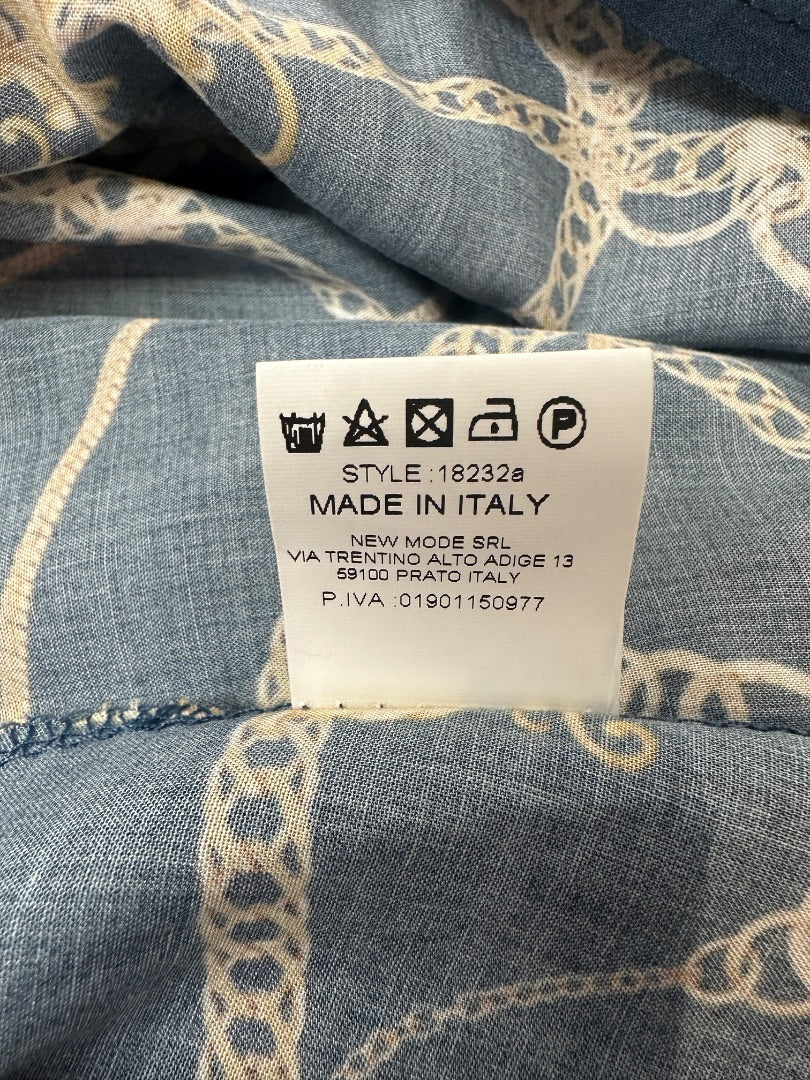 P
STYLE :18232a
MADE IN ITALY
NEW MODE SRL
VIA TRENTINO ALTO ADIGE 13
59100 PRATO ITALY
P.IVA :01901150977